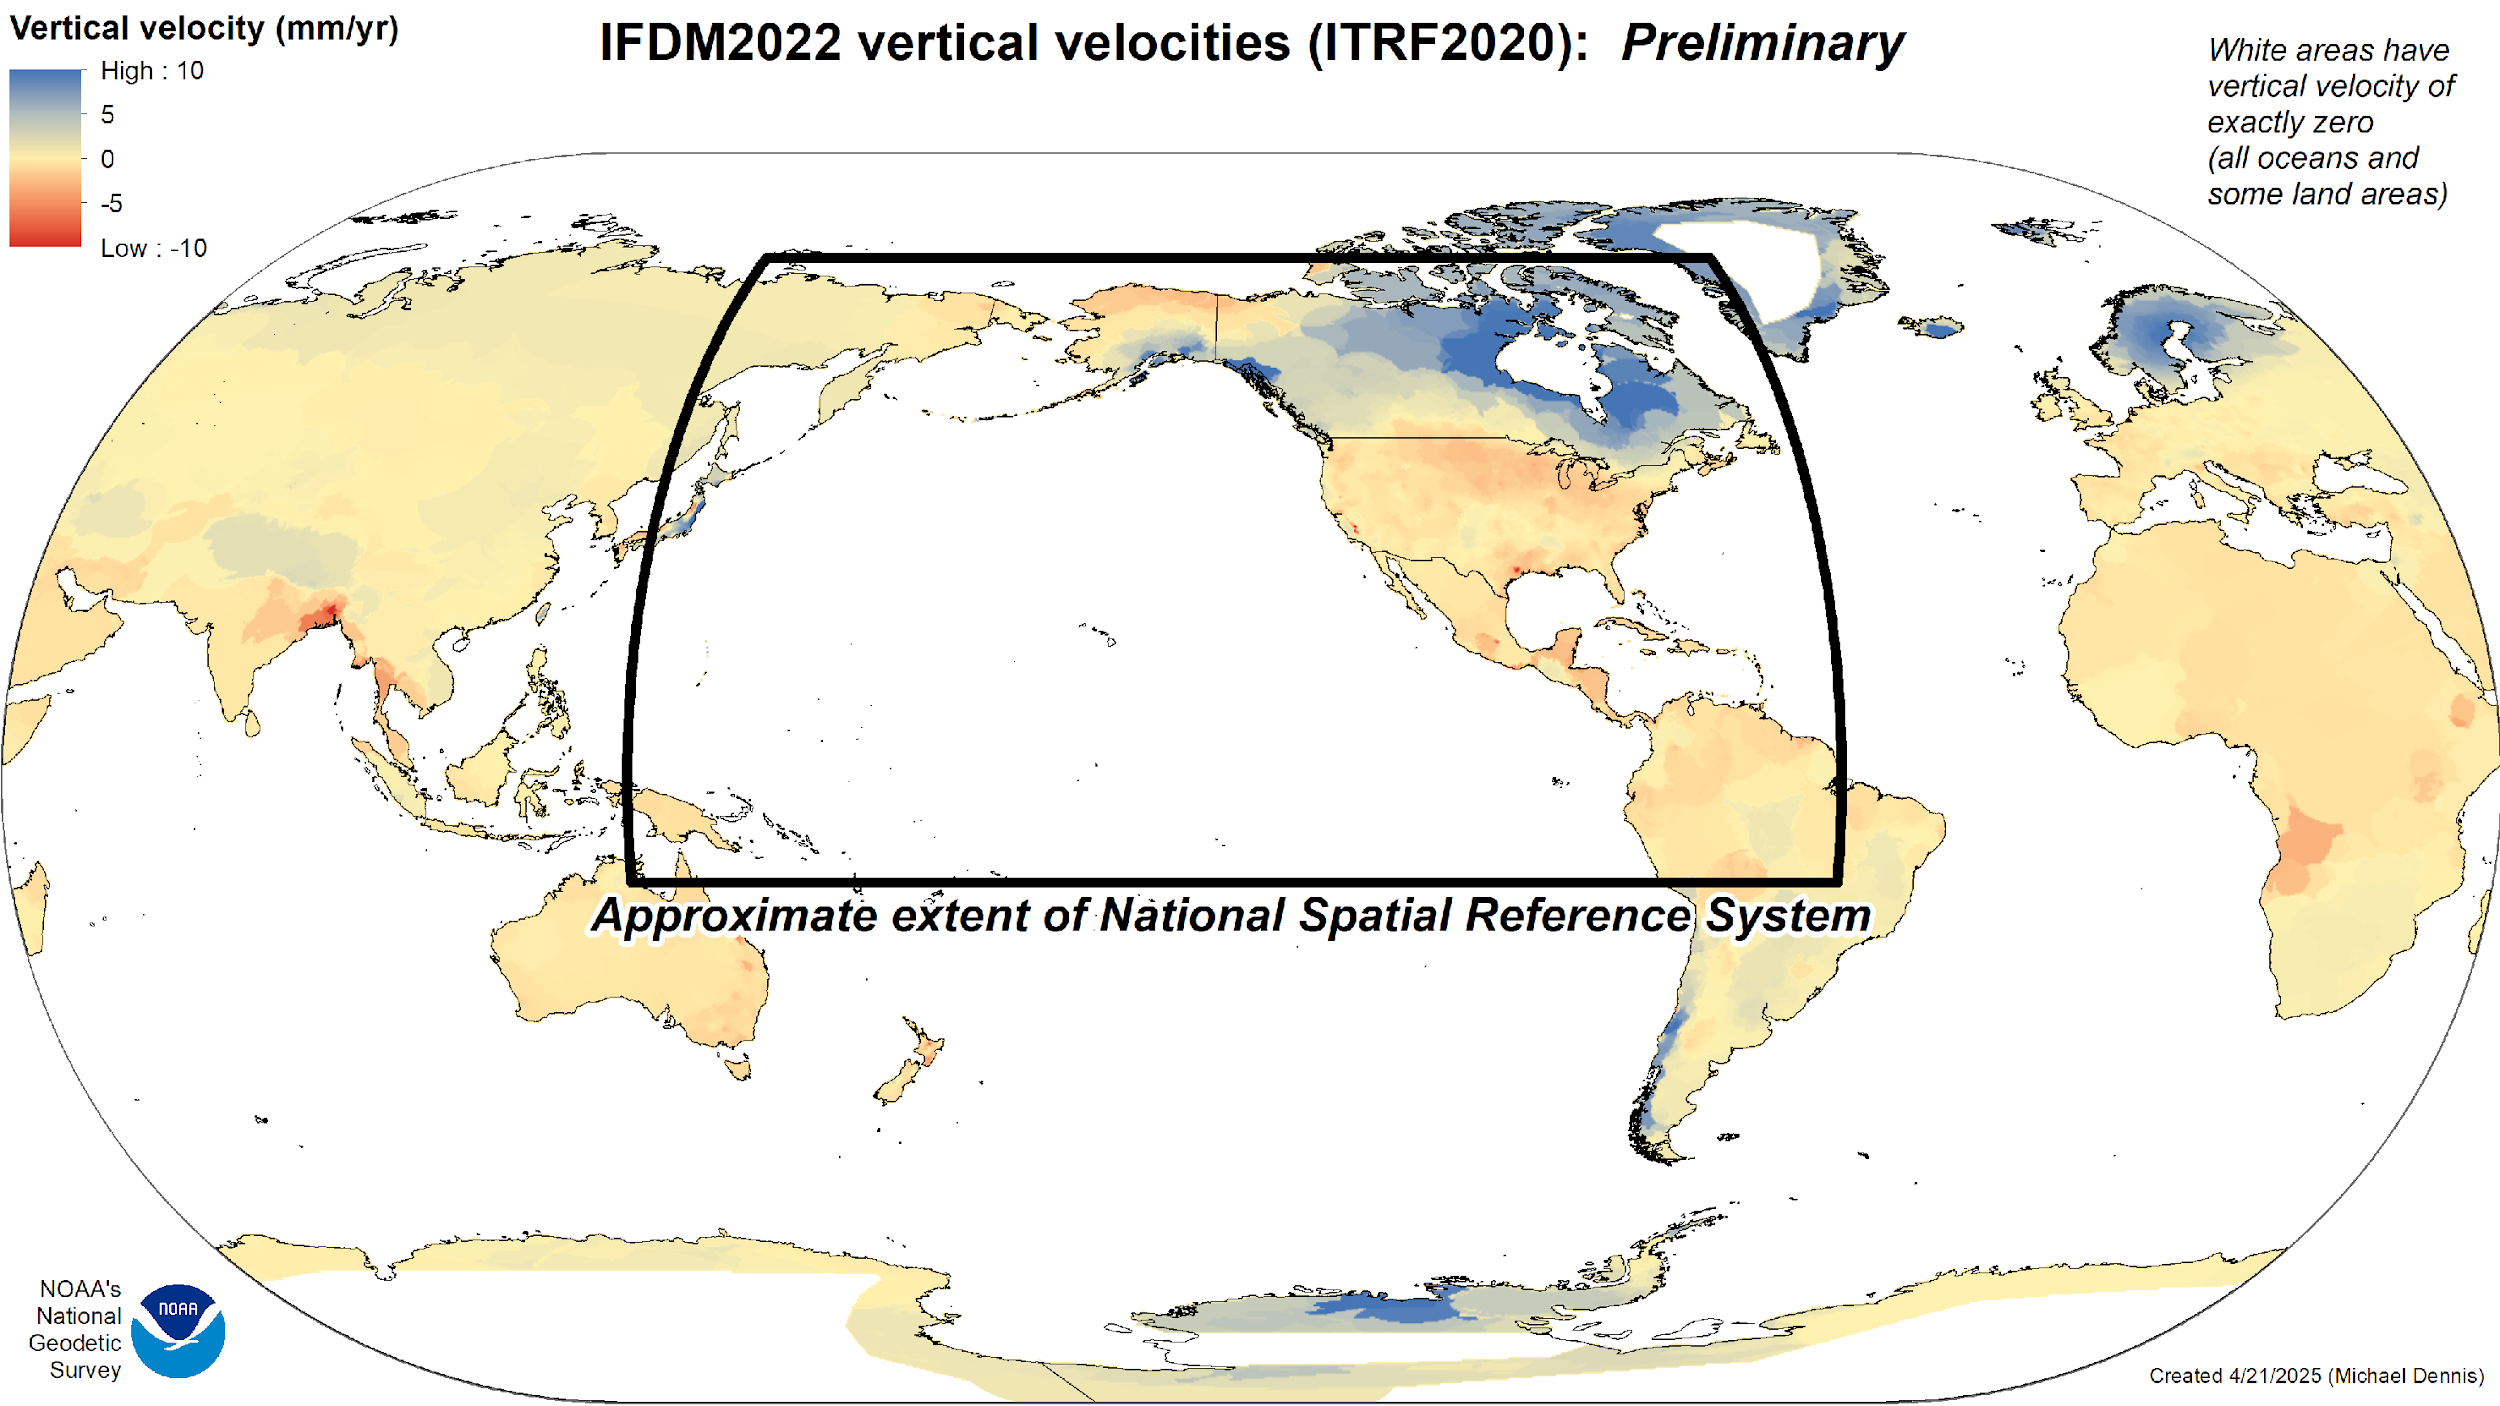 Vertical velocity (mm/yr)
High : 10
5
0
-5
Low : -10
IFDM2022 vertical velocities (ITRF2020): Preliminary
White areas have
vertical velocity of
exactly zero
(all oceans and
some land areas)
Approximate extent of National Spatial Reference System
NOAA's
National
Geodetic
Survey
NOAA
Created 4/21/2025 (Michael Dennis)